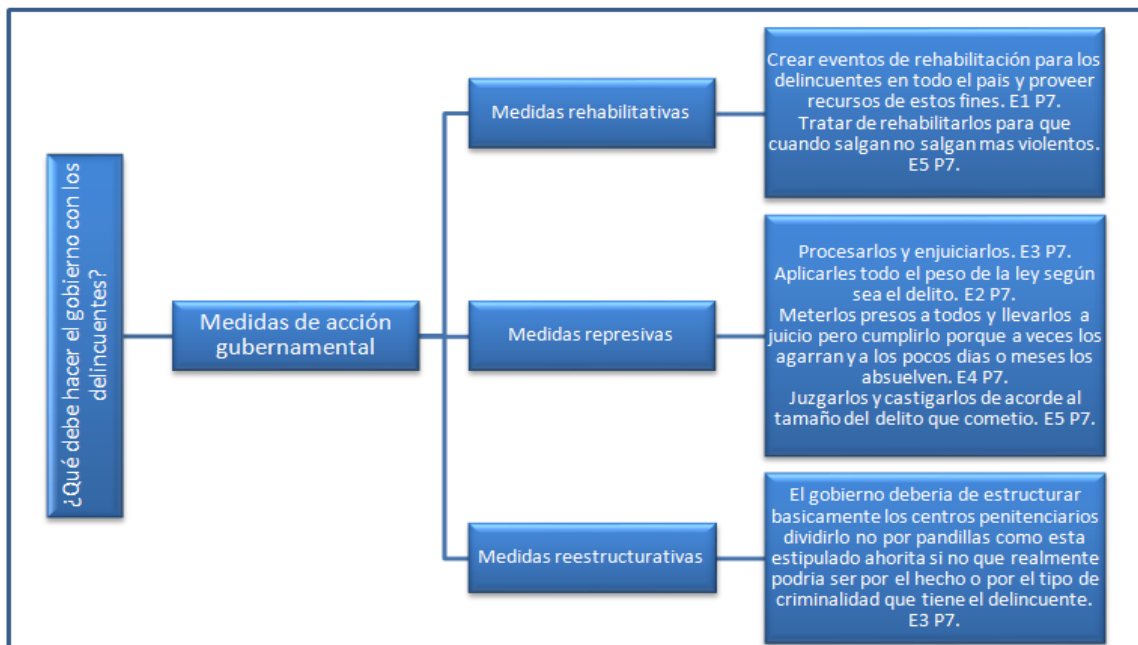 ¿Qué debe hacer el gobierno con los
delincuentes?
Medidas de acción
gubernamental
Medidas rehabilitativas
Crear eventos de rehabilitación para los
delincuentes en todo el pais y proveer
recursos de estos fines. E1 P7.
Tratar de rehabilitarlos para que
cuando salgan no salgan mas violentos.
E5 P7.
Medidas represivas
Procesarlos y enjuiciarlos. E3 P7.
Aplicarles todo el peso de la ley según
sea el delito. E2 P7.
Meterlos presos a todos y llevarlos a
juicio pero cumplirlo porque a veces los
agarran y a los pocos dias o meses los
absuelven. E4 P7.
Juzgarlos y castigarlos de acorde al
tamaño del delito que cometio. E5 P7.
Medidas reestructurativas
El gobierno deberia de estructurar
basicamente los centros penitenciarios
dividirlo no por pandillas como esta
estipulado ahorita si no que realmente
podria ser por el hecho o por el tipo de
criminalidad que tiene el delincuente.
E3 P7.